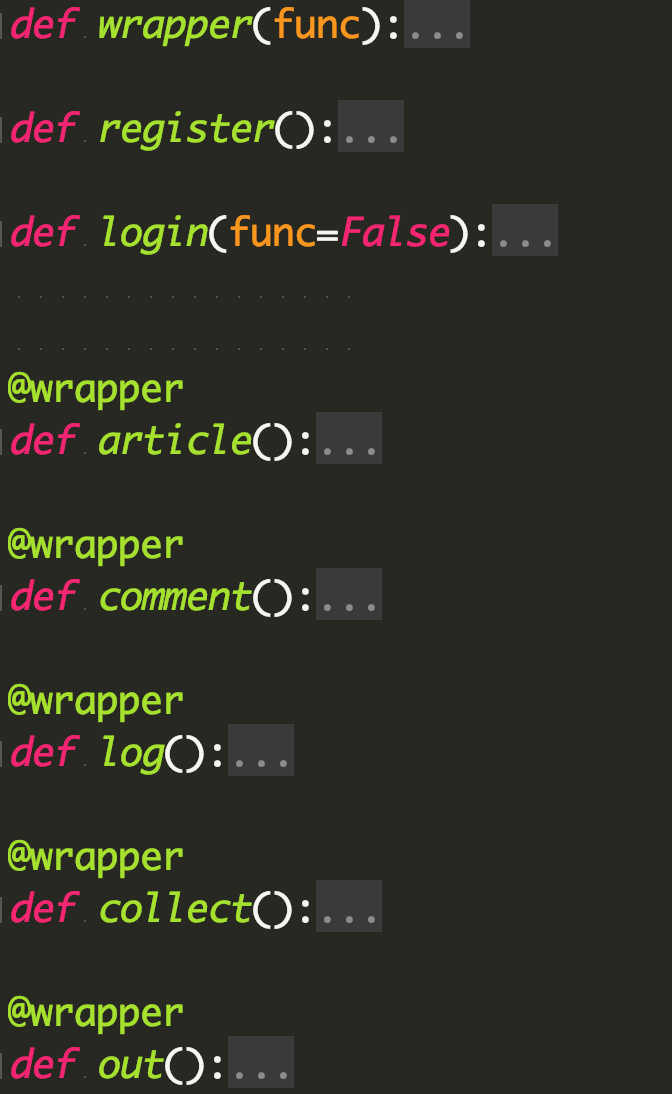 def wrapper(func):...
def register():...
def login(func=False):...
@wrapper
def article():...
@wrapper
def comment():...
@wrapper
def log():...
@wrapper
def collect():...
@wrapper
def out():...